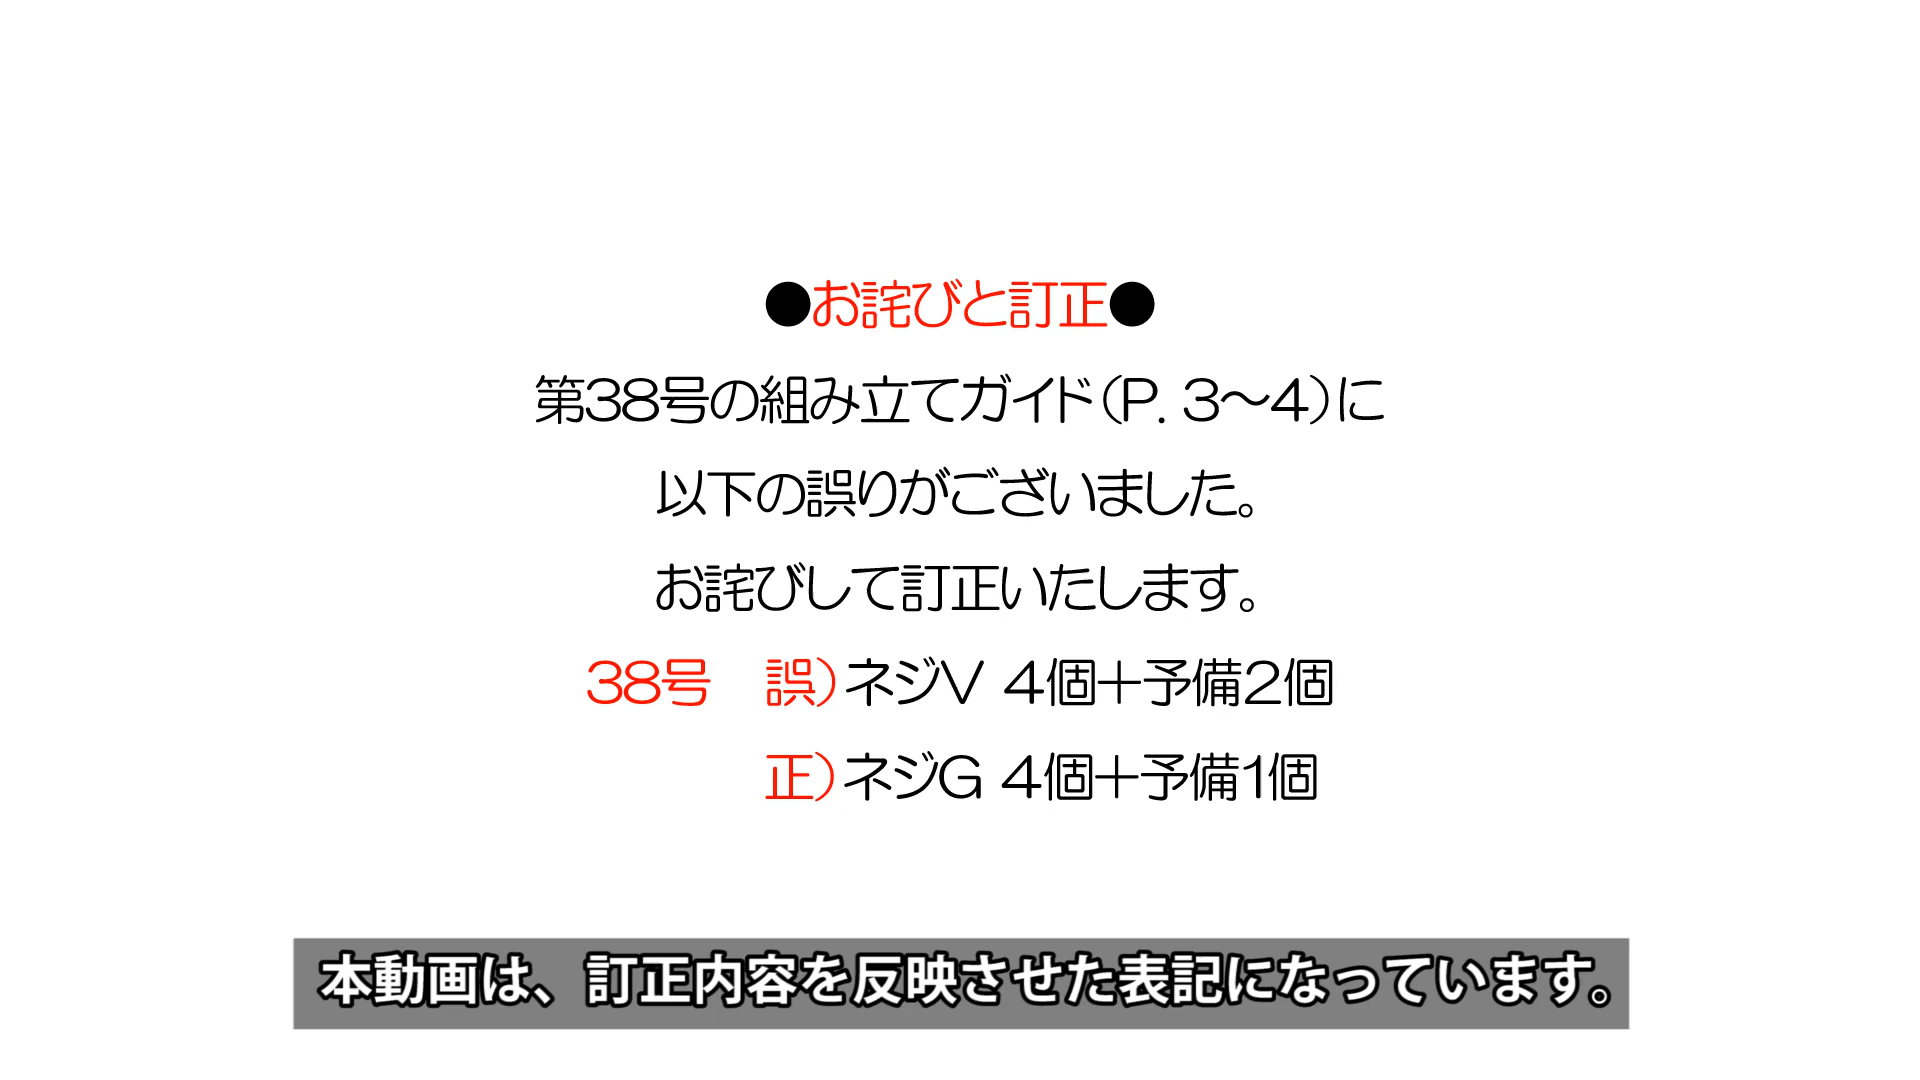 ●お詫びと訂正●
第38号の組み立てガイド(P. 3〜4)に
以下の誤りがございました。
お詫びして訂正いたします。
38号　誤)ネジV 4個＋予備2個
正)ネジG 4個＋予備1個
本動画は、訂正内容を反映させた表記になっています。